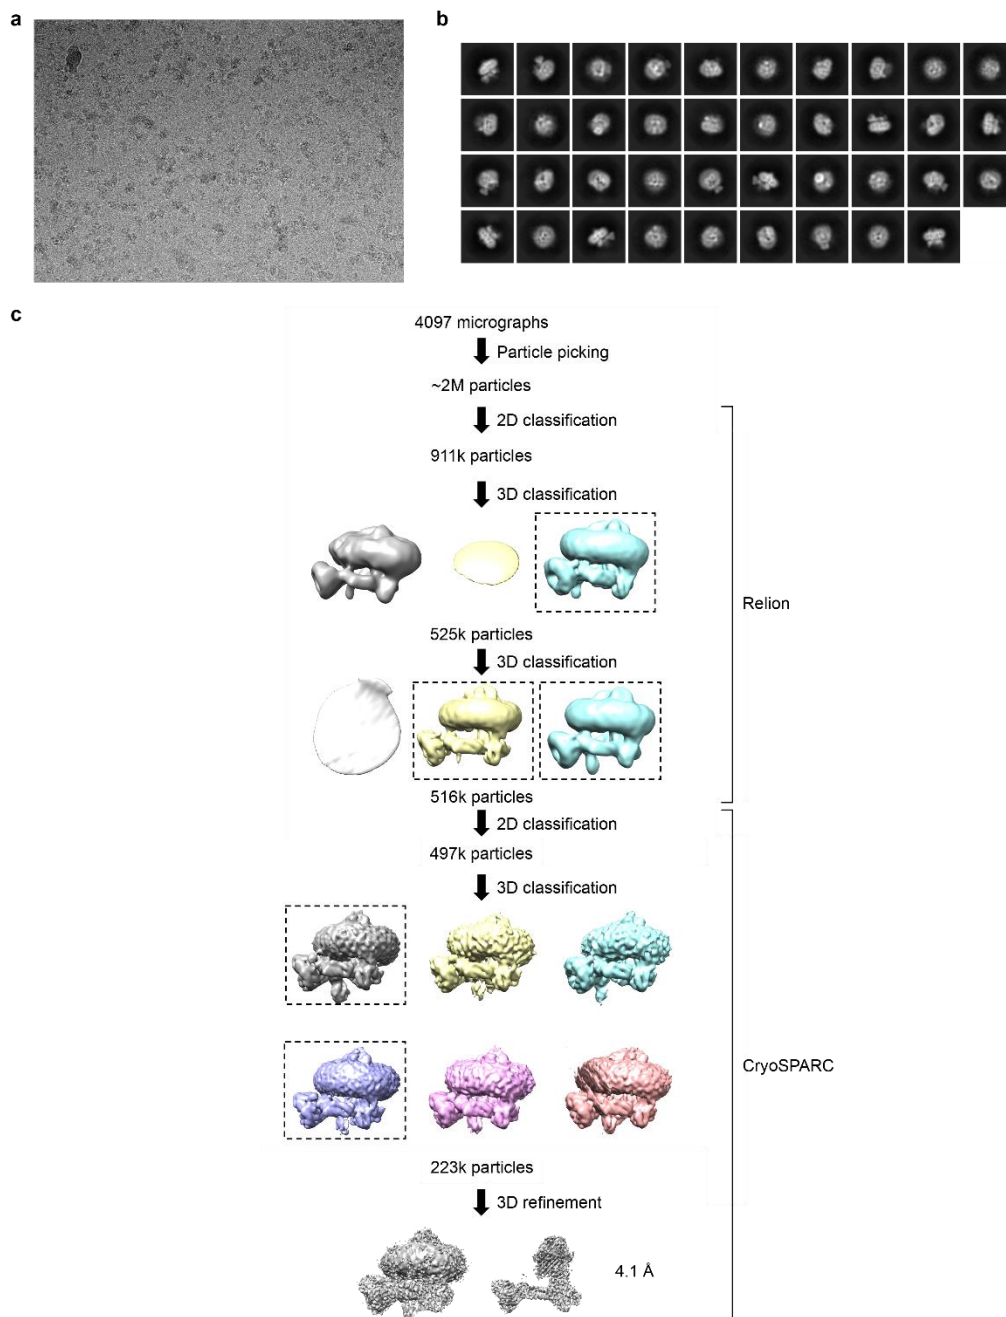 a
b
c
4097 micrographs
Particle picking
~2M particles
2D classification
911k particles
3D classification
525k particles
3D classification
Relion
516k particles
2D classification
497k particles
3D classification
CryoSPARC
223k particles
3D refinement
4.1 Å